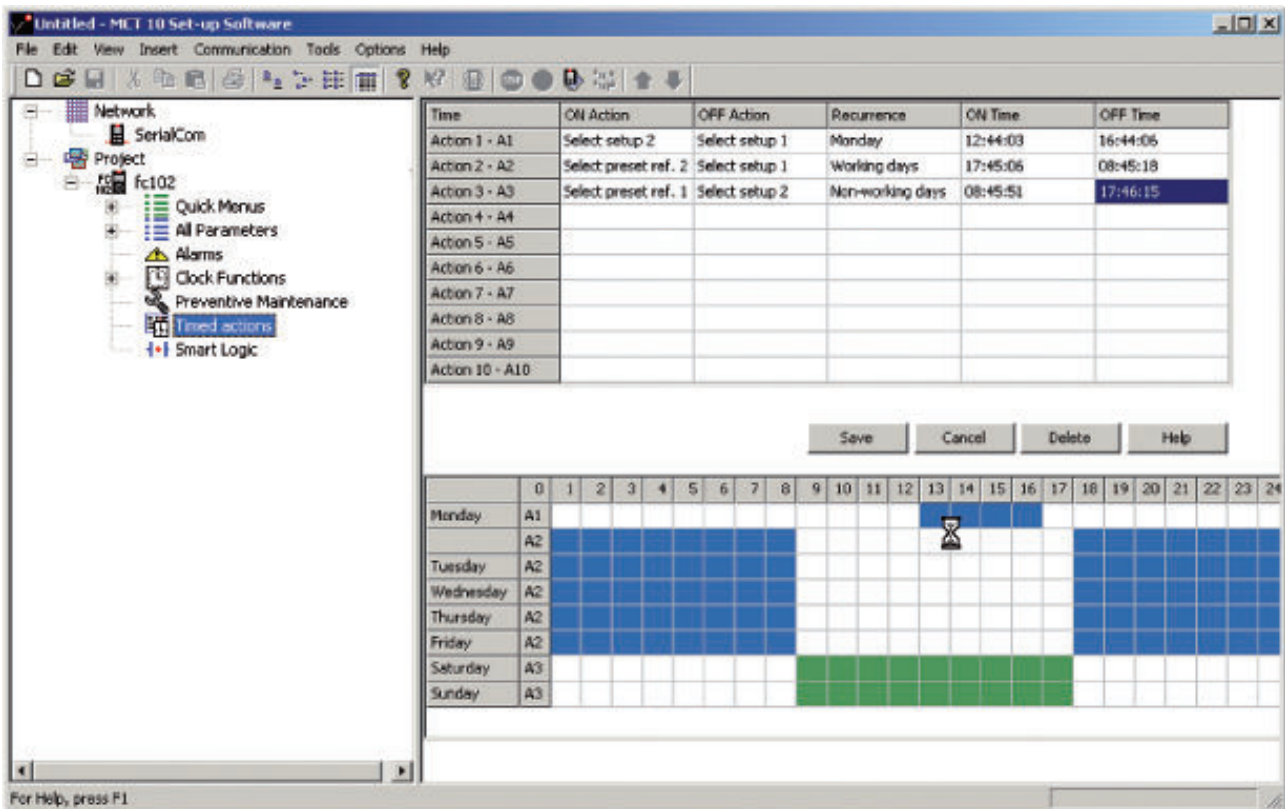 Untitled - MCT 10 Set-up Software
File Edit View Insert Communication Tools Options Help
Network
SerialCom
Project
fc102
Quick Menus
All Parameters
Alarms
Clock Functions
Preventive Maintenance
Timed actions
Smart Logic
Time ON Action OFF Action Recurrence ON Time OFF Time
Action 1 - A1 Select setup 2 Select setup 1 Monday 12:44:03 16:44:06
Action 2 - A2 Select preset ref. 2 Select setup 1 Working days 17:45:06 08:45:18
Action 3 - A3 Select preset ref. 1 Select setup 2 Non-working days 08:45:51 17:46:15
Action 4 - A4
Action 5 - A5
Action 6 - A6
Action 7 - A7
Action 8 - A8
Action 9 - A9
Action 10 - A10
Save Cancel Delete Help
0 1 2 3 4 5 6 7 8 9 10 11 12 13 14 15 16 17 18 19 20 21 22 23 24
Monday A1
A2
Tuesday A2
Wednesday A2
Thursday A2
Friday A2
Saturday A3
Sunday A3
For Help, press F1